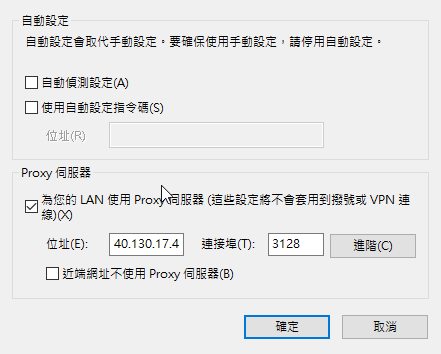 自動設定
自動設定會取代手動設定。要確保使用手動設定，請停用自動設定。
自動偵測設定(A)
使用自動設定指令碼(S)
位址(R)
Proxy 伺服器
為您的 LAN 使用 Proxy 伺服器 (這些設定將不會套用到撥號或 VPN 連
線)(X)
位址(E): 40.130.17.4 連接埠(T): 3128 進階(C)
近端網址不使用 Proxy 伺服器(B)
確定 取消